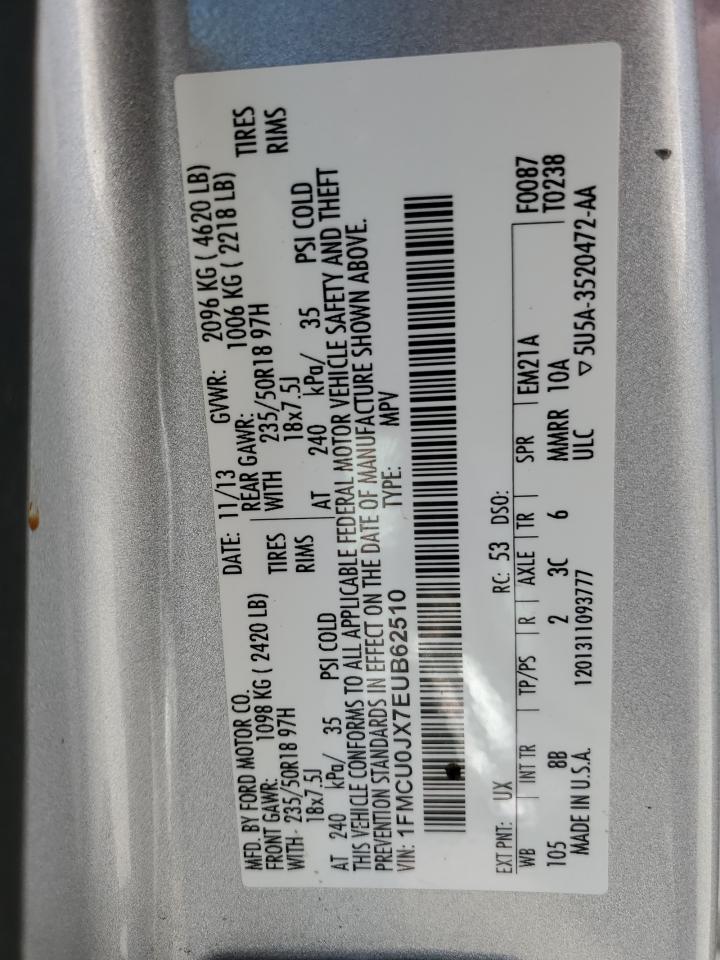 MFD. BY FORD MOTOR CO. DATE: 11/13 GVWR: 2096 KG ( 4620 LB)
FRONT GAWR: 1098 KG ( 2420 LB) REAR GAWR: 1006 KG ( 2218 LB)
WITH 235/50R18 97H TIRES WITH 235/50R18 97H TIRES
18x7.5J RIMS 18x7.5J RIMS
AT 240 kPa/ 35 PSI COLD AT 240 kPa/ 35 PSI COLD
THIS VEHICLE CONFORMS TO ALL APPLICABLE FEDERAL MOTOR VEHICLE SAFETY AND THEFT
PREVENTION STANDARDS IN EFFECT ON THE DATE OF MANUFACTURE SHOWN ABOVE.
VIN: 1FMCU0JX7EUB62510 TYPE: MPV
EXT PNT: UX RC: 53 DSO: F0087
WB INT TR TP/PS R AXLE TR SPR EM21A T0238
105 8B 2 3C 6 MMRR 10A
MADE IN U.S.A. 1201311093777 ULC ▽5U5A-3520472-AA